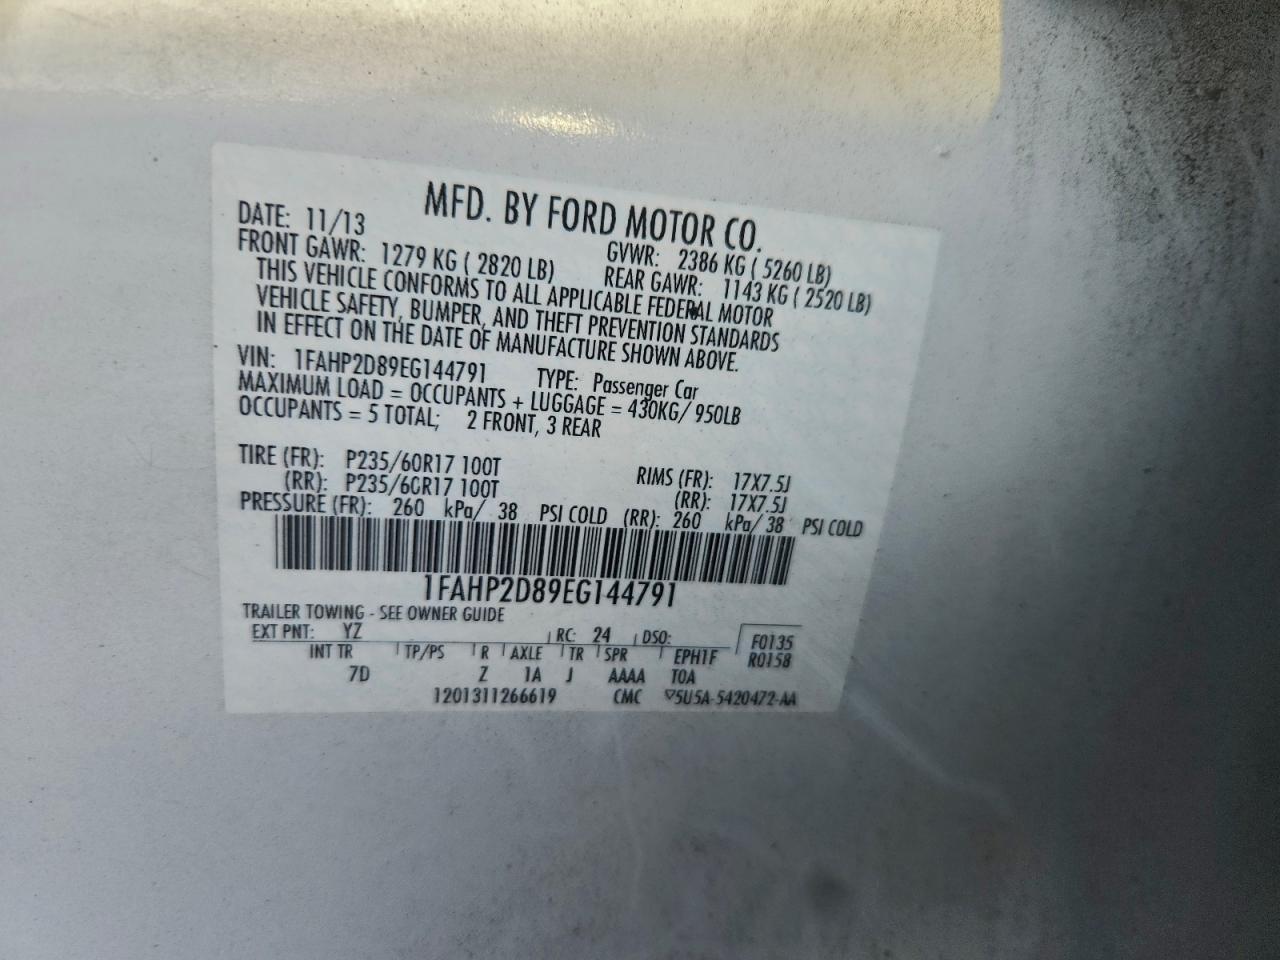 MFD. BY FORD MOTOR CO.
DATE: 11/13 GVWR: 2386 KG ( 5260 LB)
FRONT GAWR: 1279 KG ( 2820 LB) REAR GAWR: 1143 KG ( 2520 LB)
THIS VEHICLE CONFORMS TO ALL APPLICABLE FEDERAL MOTOR
VEHICLE SAFETY, BUMPER, AND THEFT PREVENTION STANDARDS
IN EFFECT ON THE DATE OF MANUFACTURE SHOWN ABOVE.
VIN: 1FAHP2D89EG144791 TYPE: Passenger Car
MAXIMUM LOAD = OCCUPANTS + LUGGAGE = 430KG/ 950LB
OCCUPANTS = 5 TOTAL; 2 FRONT, 3 REAR
TIRE (FR): P235/60R17 100T RIMS (FR): 17X7.5J
(RR): P235/60R17 100T (RR): 17X7.5J
PRESSURE (FR): 260 kPa/ 38 PSI COLD (RR): 260 kPa/ 38 PSI COLD
1FAHP2D89EG144791
TRAILER TOWING - SEE OWNER GUIDE
EXT PNT: YZ RC: 24 DSO: F0135
INT TR TP/PS R AXLE TR SPR EPH1F R0158
7D Z 1A J AAAA T0A
1201311266619 CMC ▽5U5A-5420472-AA